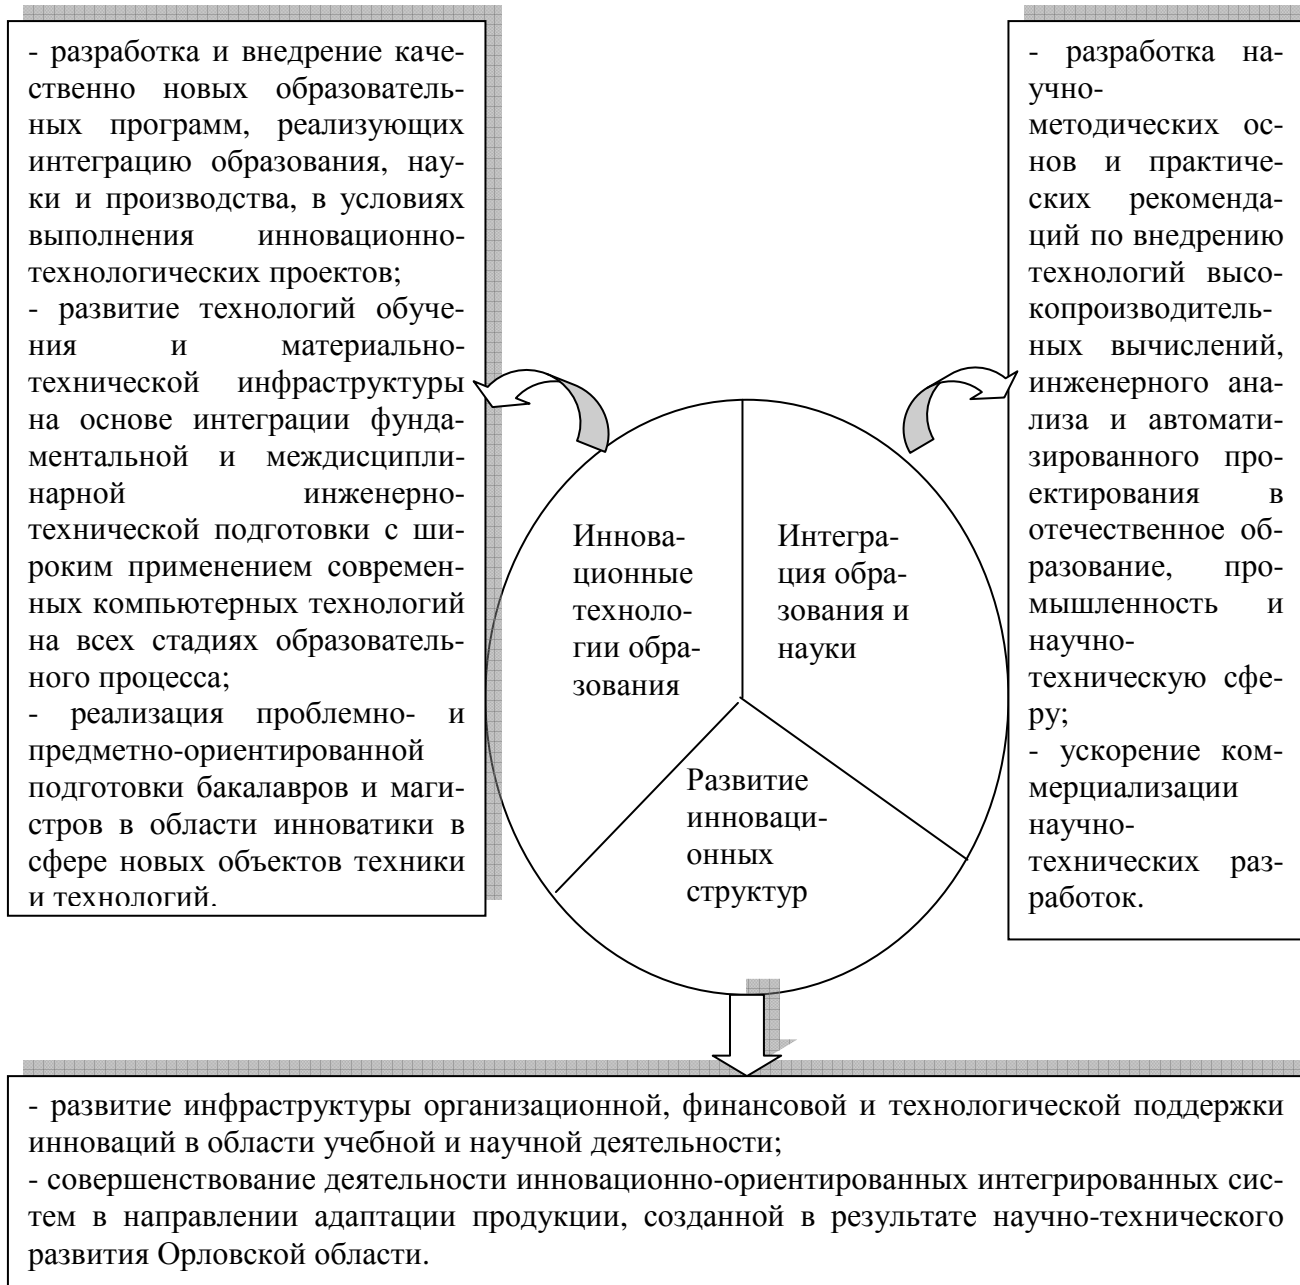 - разработка и внедрение каче-
ственно новых образователь-
ных программ, реализующих
интеграцию образования, нау-
ки и производства, в условиях
выполнения инновационно-
технологических проектов;
- развитие технологий обуче-
ния и материально-
технической инфраструктуры
на основе интеграции фунда-
ментальной и междисципли-
нарной инженерно-
технической подготовки с ши-
роким применением современ-
ных компьютерных технологий
на всех стадиях образователь-
ного процесса;
- реализация проблемно- и
предметно-ориентированной
подготовки бакалавров и маги-
стров в области инноватики в
сфере новых объектов техники
и технологий.
Иннова-
ционные
техноло-
гии обра-
зования
Интегра-
ция обра-
зования и
науки
Развитие
инноваци-
онных
структур
- разработка на-
учно-
методических ос-
нов и практиче-
ских рекоменда-
ций по внедрению
технологий высо-
копроизводитель-
ных вычислений,
инженерного ана-
лиза и автомати-
зированного про-
ектирования в
отечественное об-
разование, про-
мышленность и
научно-
техническую сфе-
ру;
- ускорение ком-
мерциализации
научно-
технических раз-
работок.
- развитие инфраструктуры организационной, финансовой и технологической поддержки
инноваций в области учебной и научной деятельности;
- совершенствование деятельности инновационно-ориентированных интегрированных сис-
тем в направлении адаптации продукции, созданной в результате научно-технического
развития Орловской области.